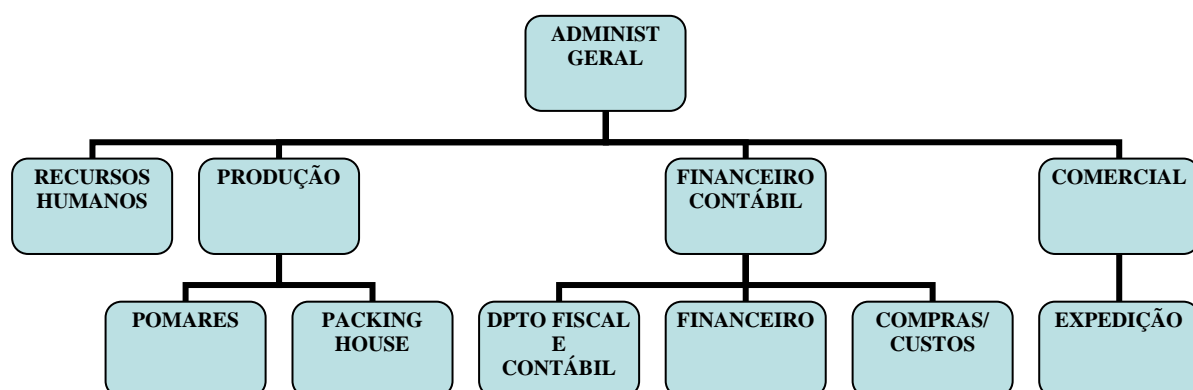 ADMINIST
GERAL
RECURSOS
HUMANOS
PRODUÇÃO
FINANCEIRO
CONTÁBIL
COMERCIAL
POMARES
PACKING
HOUSE
DPTO FISCAL
E
CONTÁBIL
FINANCEIRO
COMPRAS/
CUSTOS
EXPEDIÇÃO